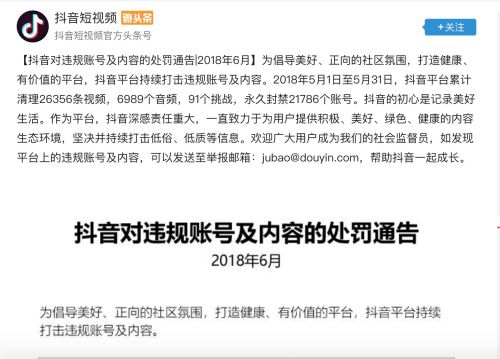 抖音短视频 头条
抖音短视频官方头条号
+关注
【抖音对违规账号及内容的处罚通告|2018年6月】为倡导美好、正向的社区氛围，打造健康、
有价值的平台，抖音平台持续打击违规账号及内容。2018年5月1日至5月31日，抖音平台累计
清理26356条视频，6989个音频，91个挑战，永久封禁21786个账号。抖音的初心是记录美好
生活。作为平台，抖音深感责任重大，一直致力于为用户提供积极、美好、绿色、健康的内容
生态环境，坚决并持续打击低俗、低质等信息。欢迎广大用户成为我们的社会监督员，如发现
平台上的违规账号及内容，可以发送至举报邮箱：jubao@douyin.com，帮助抖音一起成长。
抖音对违规账号及内容的处罚通告
2018年6月
为倡导美好、正向的社区氛围，打造健康、有价值的平台，抖音平台持续
打击违规账号及内容。